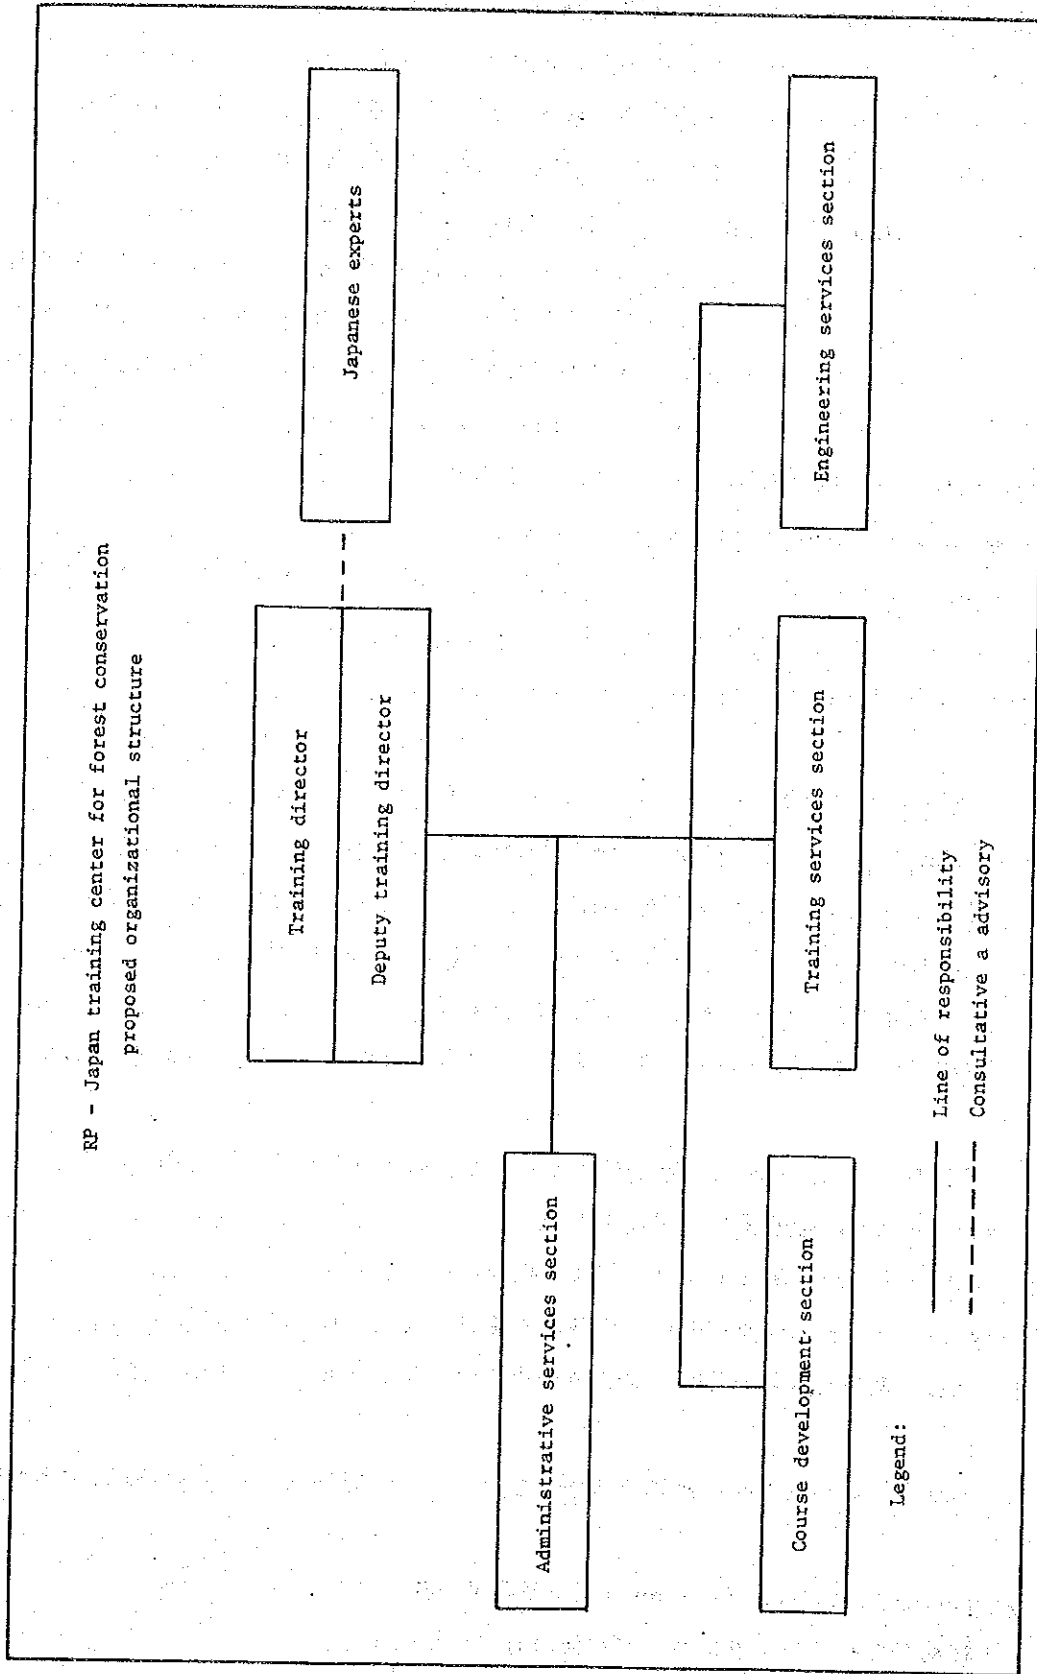 RP - Japan training center for forest conservation
proposed organizational structure
Training director
Deputy training director
Japanese experts
Administrative services section
Course development section
Training services section
Engineering services section
Legend:
Line of responsibility
Consultative a advisory